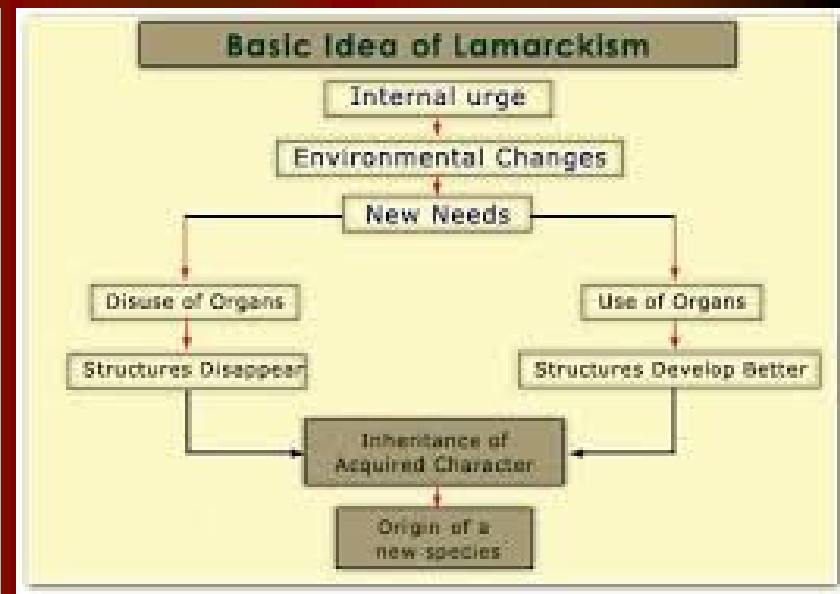 Basic Idea of Lamarckism
Internal urge
Environmental Changes
New Needs
Disuse of Organs
Use of Organs
Structures Disappear
Structures Develop Better
Inheritance of
Acquired Character
Origin of a
new species